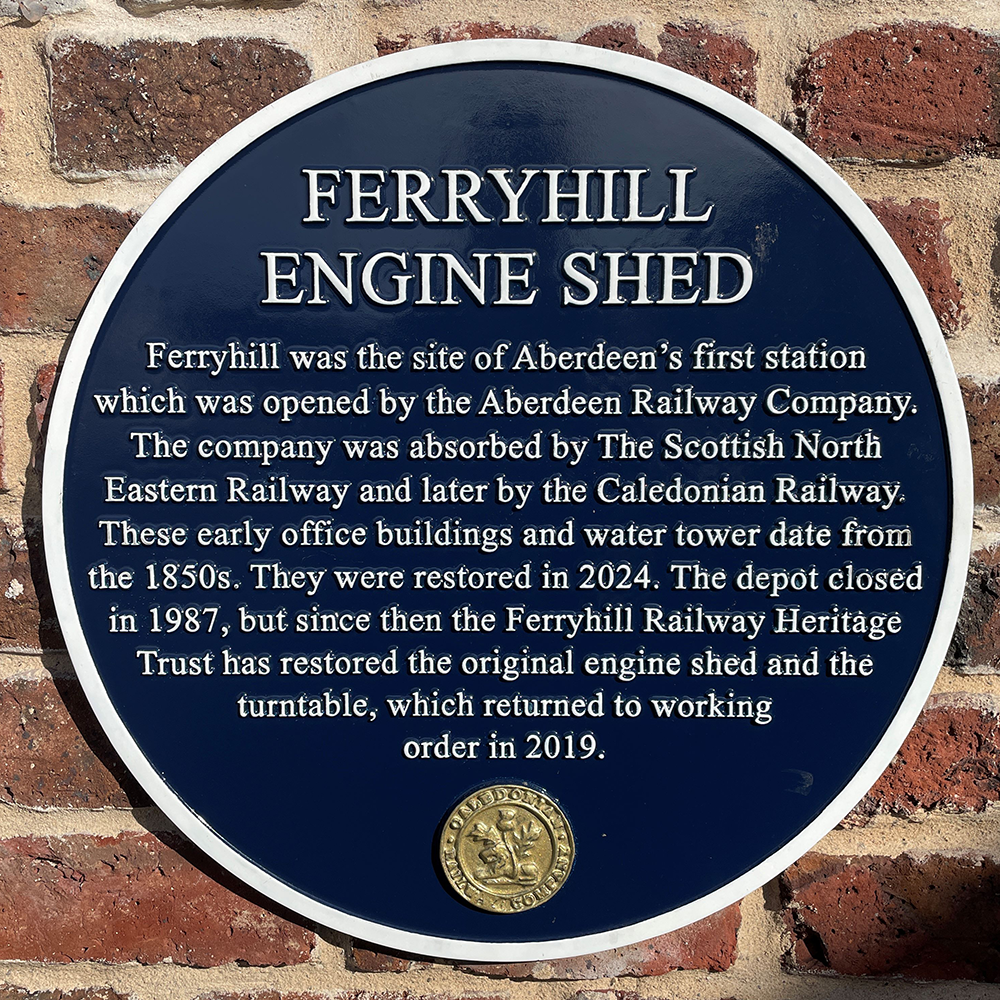 FERRYHILL
ENGINE SHED
Ferryhill was the site of Aberdeen's first station
which was opened by the Aberdeen Railway Company.
The company was absorbed by The Scottish North
Eastern Railway and later by the Caledonian Railway.
These early office buildings and water tower date from
the 1850s. They were restored in 2024. The depot closed
in 1987, but since then the Ferryhill Railway Heritage
Trust has restored the original engine shed and the
turntable, which returned to working
order in 2019.
COMPANY